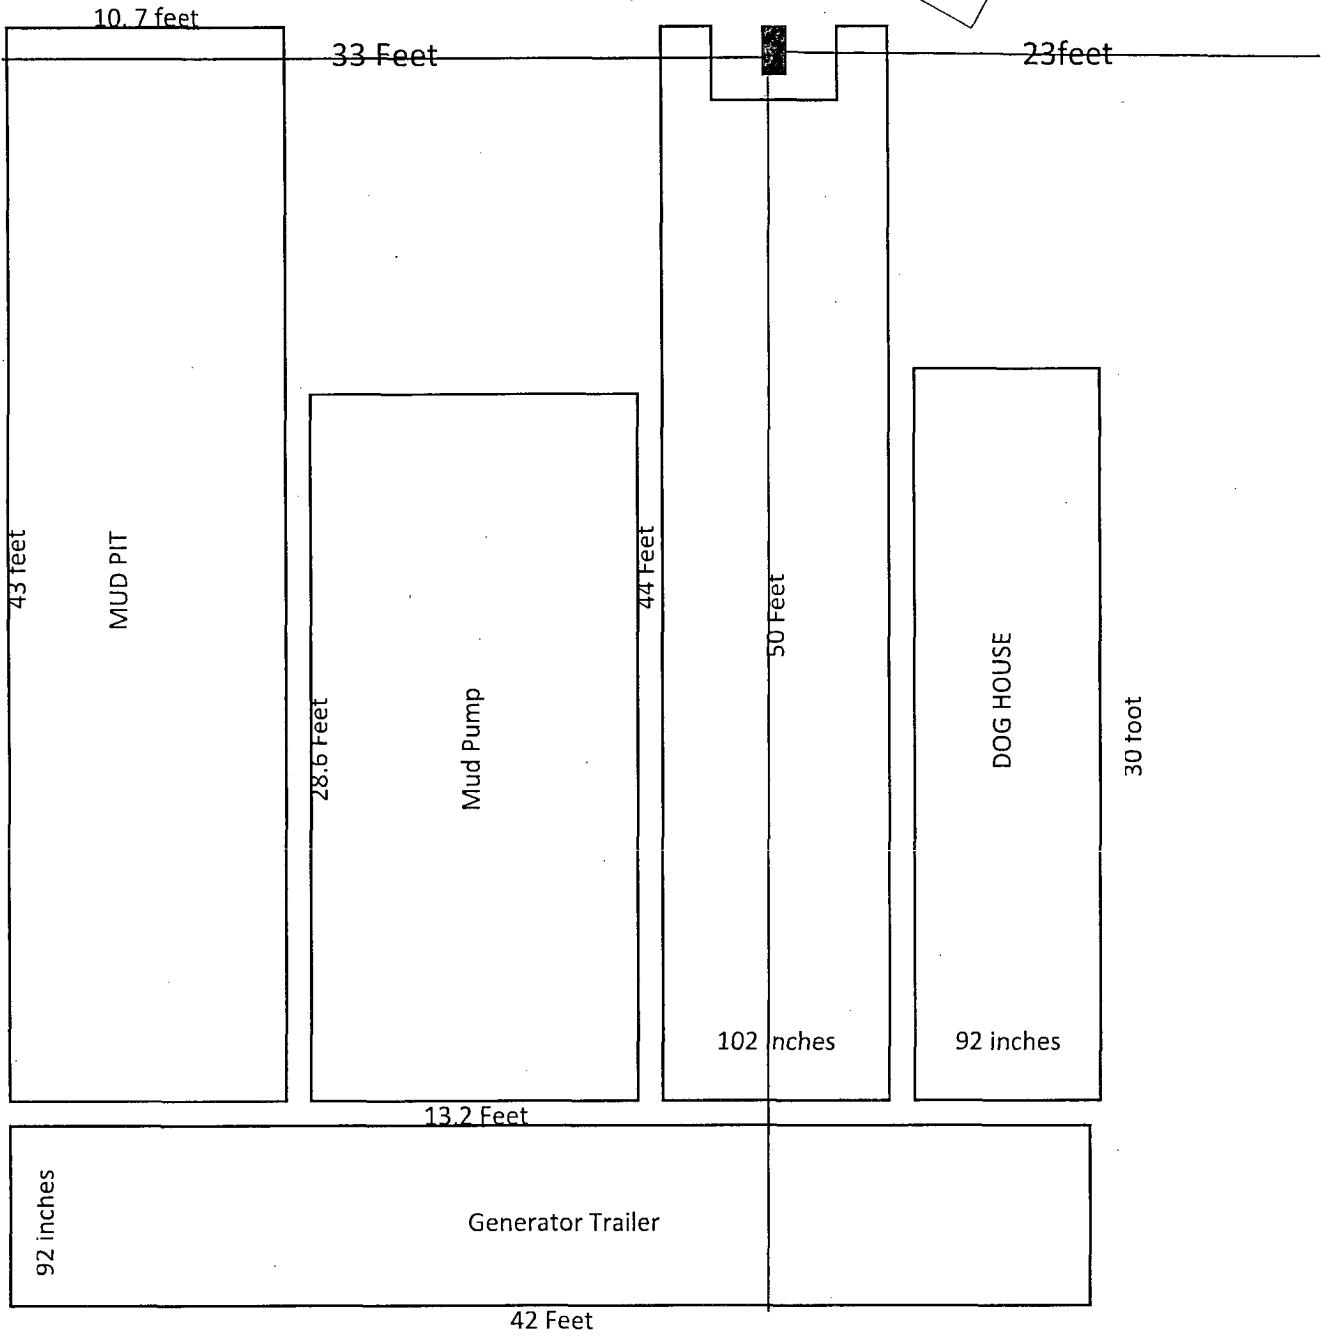 10. 7 feet
33 Feet
23feet
43 feet
MUD PIT
28.6 Feet
Mud Pump
44 Feet
50 Feet
DOG HOUSE
30 toot
102 inches
92 inches
13.2 Feet
92 inches
Generator Trailer
42 Feet